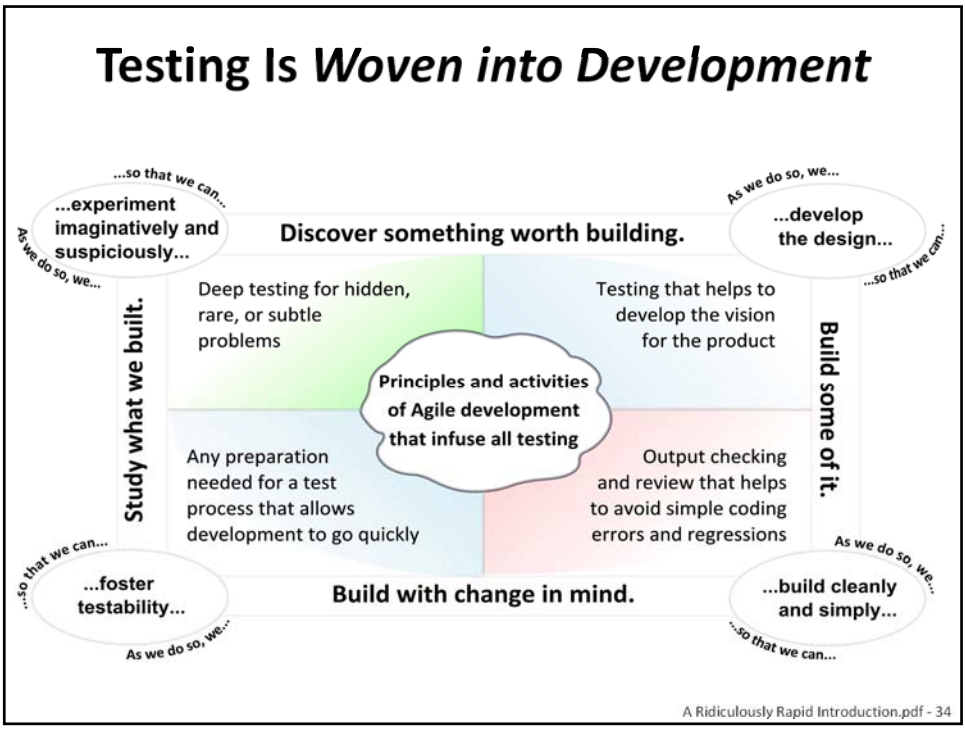 Testing Is Woven into Development
...so that we can...
...experiment
imaginatively and
suspiciously...
As we do so, we...
Discover something worth building.
As we do so, we...
...develop
the design...
...so that we can...
Study what we built.
Deep testing for hidden,
rare, or subtle
problems
Testing that helps to
develop the vision
for the product
Build some of it.
Principles and activities
of Agile development
that infuse all testing
Any preparation
needed for a test
process that allows
development to go quickly
Output checking
and review that helps
to avoid simple coding
errors and regressions
...so that we can...
...foster
testability...
As we do so, we...
Build with change in mind.
As we do so, we...
...build cleanly
and simply...
...so that we can...
A Ridiculously Rapid Introduction.pdf - 34